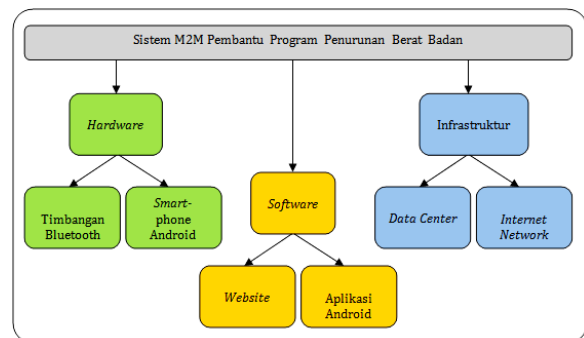 Sistem M2M Pembantu Program Penurunan Berat Badan
Hardware
Infrastruktur
Timbangan
Bluetooth
Smart-
phone
Android
Software
Data Center
Internet
Network
Website
Aplikasi
Android